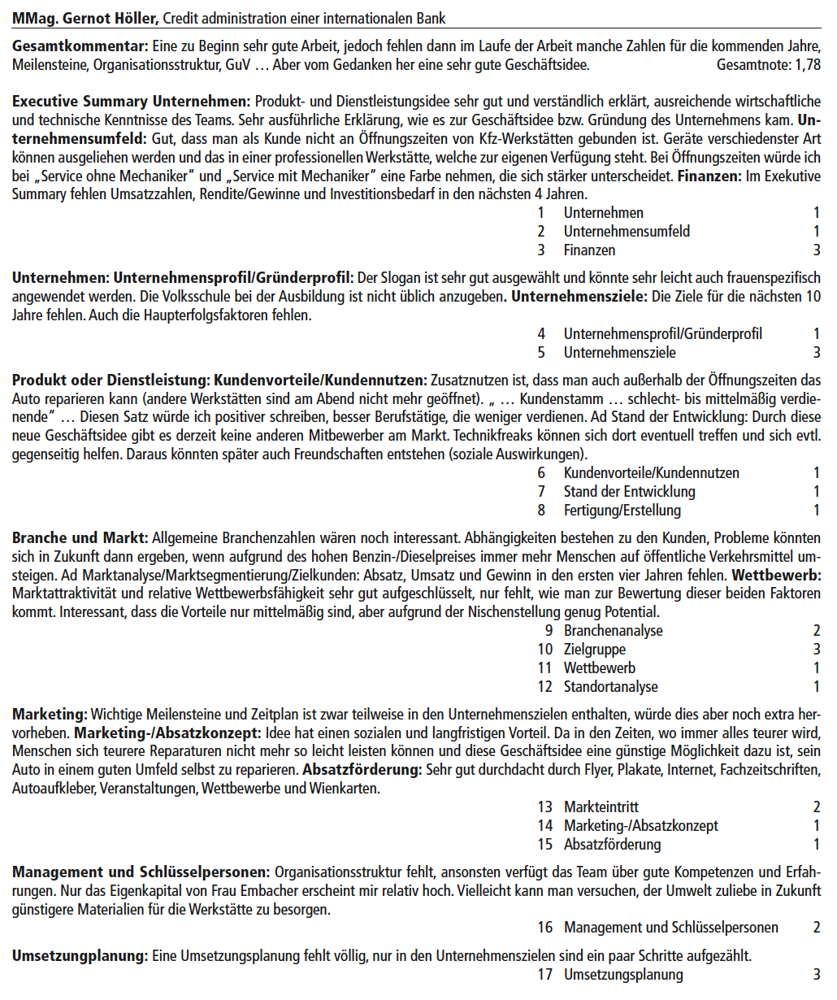 MMag. Gernot Höller, Credit administration einer internationalen Bank
Gesamtkommentar: Eine zu Beginn sehr gute Arbeit, jedoch fehlen dann im Laufe der Arbeit manche Zahlen für die kommenden Jahre,
Meilensteine, Organisationsstruktur, GuV … Aber vom Gedanken her eine sehr gute Geschäftsidee. Gesamtnote: 1,78
Executive Summary Unternehmen: Produkt- und Dienstleistungsidee sehr gut und verständlich erklärt, ausreichende wirtschaftliche
und technische Kenntnisse des Teams. Sehr ausführliche Erklärung, wie es zur Geschäftsidee bzw. Gründung des Unternehmens kam. Un-
ternehmensumfeld: Gut, dass man als Kunde nicht an Öffnungszeiten von Kfz-Werkstätten gebunden ist. Geräte verschiedenster Art
können ausgeliehen werden und das in einer professionellen Werkstätte, welche zur eigenen Verfügung steht. Bei Öffnungszeiten würde ich
bei „Service ohne Mechaniker“ und „Service mit Mechaniker“ eine Farbe nehmen, die sich stärker unterscheidet. Finanzen: Im Exekutive
Summary fehlen Umsatzzahlen, Rendite/Gewinne und Investitionsbedarf in den nächsten 4 Jahren.
1 Unternehmen 1
2 Unternehmensumfeld 1
3 Finanzen 3
Unternehmen: Unternehmensprofil/Gründerprofil: Der Slogan ist sehr gut ausgewählt und könnte sehr leicht auch frauenspezifisch
angewendet werden. Die Volksschule bei der Ausbildung ist nicht üblich anzugeben. Unternehmensziele: Die Ziele für die nächsten 10
Jahre fehlen. Auch die Haupterfolgsfaktoren fehlen.
4 Unternehmensprofil/Gründerprofil 1
5 Unternehmensziele 3
Produkt oder Dienstleistung: Kundenvorteile/Kundennutzen: Zusatznutzen ist, dass man auch außerhalb der Öffnungszeiten das
Auto reparieren kann (andere Werkstätten sind am Abend nicht mehr geöffnet). „ … Kundenstamm … schlecht- bis mittelmäßig verdie-
nende“ … Diesen Satz würde ich positiver schreiben, besser Berufstätige, die weniger verdienen. Ad Stand der Entwicklung: Durch diese
neue Geschäftsidee gibt es derzeit keine anderen Mitbewerber am Markt. Technikfreaks können sich dort eventuell treffen und sich evtl.
gegenseitig helfen. Daraus könnten später auch Freundschaften entstehen (soziale Auswirkungen).
6 Kundenvorteile/Kundennutzen 1
7 Stand der Entwicklung 1
8 Fertigung/Erstellung 1
Branche und Markt: Allgemeine Branchenzahlen wären noch interessant. Abhängigkeiten bestehen zu den Kunden, Probleme könnten
sich in Zukunft dann ergeben, wenn aufgrund des hohen Benzin-/Dieselpreises immer mehr Menschen auf öffentliche Verkehrsmittel um-
steigen. Ad Marktanalyse/Marktsegmentierung/Zielkunden: Absatz, Umsatz und Gewinn in den ersten vier Jahren fehlen. Wettbewerb:
Marktattraktivität und relative Wettbewerbsfähigkeit sehr gut aufgeschlüsselt, nur fehlt, wie man zur Bewertung dieser beiden Faktoren
kommt. Interessant, dass die Vorteile nur mittelmäßig sind, aber aufgrund der Nischenstellung genug Potential.
9 Branchenanalyse 2
10 Zielgruppe 3
11 Wettbewerb 1
12 Standortanalyse 1
Marketing: Wichtige Meilensteine und Zeitplan ist zwar teilweise in den Unternehmenszielen enthalten, würde dies aber noch extra her-
vorheben. Marketing-/Absatzkonzept: Idee hat einen sozialen und langfristigen Vorteil. Da in den Zeiten, wo immer alles teurer wird,
Menschen sich teurere Reparaturen nicht mehr so leicht leisten können und diese Geschäftsidee eine günstige Möglichkeit dazu ist, sein
Auto in einem guten Umfeld selbst zu reparieren. Absatzförderung: Sehr gut durchdacht durch Flyer, Plakate, Internet, Fachzeitschriften,
Autoaufkleber, Veranstaltungen, Wettbewerbe und Wienkarten.
13 Markteintritt 2
14 Marketing-/Absatzkonzept 1
15 Absatzförderung 1
Management und Schlüsselpersonen: Organisationsstruktur fehlt, ansonsten verfügt das Team über gute Kompetenzen und Erfah-
rungen. Nur das Eigenkapital von Frau Embacher erscheint mir relativ hoch. Vielleicht kann man versuchen, der Umwelt zuliebe in Zukunft
günstigere Materialien für die Werkstätte zu besorgen.
16 Management und Schlüsselpersonen 2
Umsetzungplanung: Eine Umsetzungsplanung fehlt völlig, nur in den Unternehmenszielen sind ein paar Schritte aufgezählt.
17 Umsetzungsplanung 3